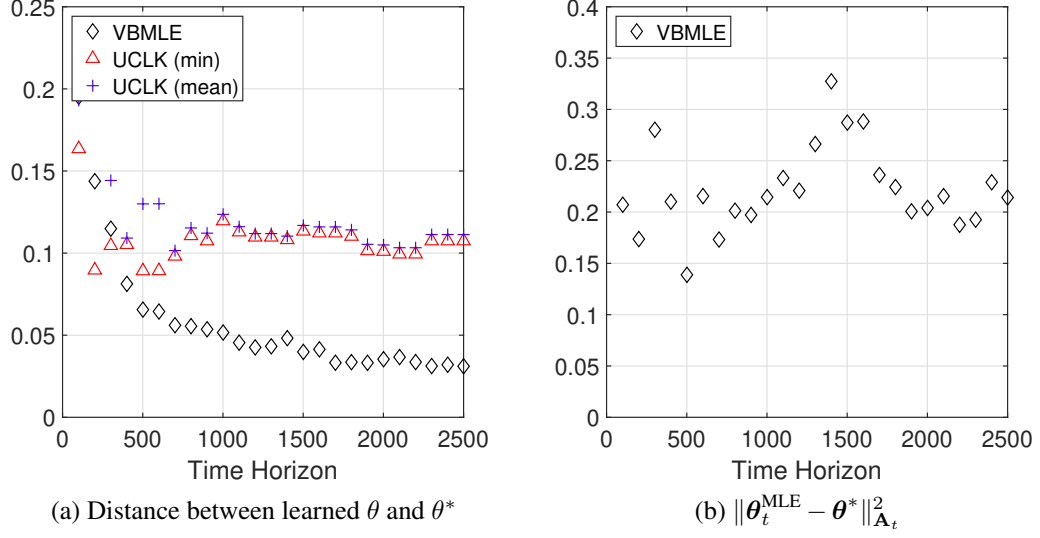 VBMLE
UCLK (min)
UCLK (mean)
0.25
0.2
0.15
0.1
0.05
0
0 500 1000 1500 2000 2500
Time Horizon
(a) Distance between learned θ and θ*
VBMLE
0.4
0.35
0.3
0.25
0.2
0.15
0.1
0.05
0
0 500 1000 1500 2000 2500
Time Horizon
(b) ‖θ_t^MLE − θ*‖²_{A_t}